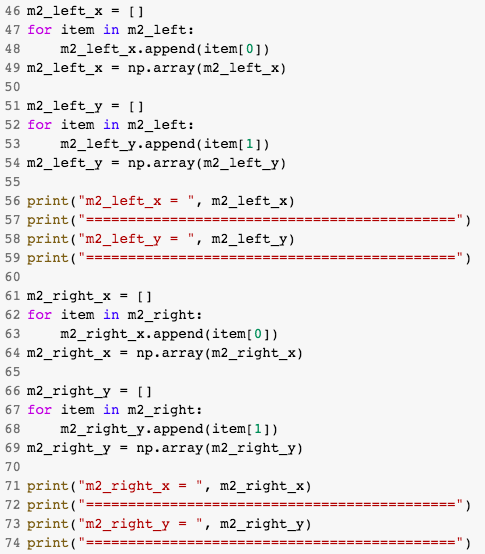 46 m2_left_x = []
47 for item in m2_left:
48     m2_left_x.append(item[0])
49 m2_left_x = np.array(m2_left_x)
50
51 m2_left_y = []
52 for item in m2_left:
53     m2_left_y.append(item[1])
54 m2_left_y = np.array(m2_left_y)
55
56 print("m2_left_x = ", m2_left_x)
57 print("============================================")
58 print("m2_left_y = ", m2_left_y)
59 print("============================================")
60
61 m2_right_x = []
62 for item in m2_right:
63     m2_right_x.append(item[0])
64 m2_right_x = np.array(m2_right_x)
65
66 m2_right_y = []
67 for item in m2_right:
68     m2_right_y.append(item[1])
69 m2_right_y = np.array(m2_right_y)
70
71 print("m2_right_x = ", m2_right_x)
72 print("============================================")
73 print("m2_right_y = ", m2_right_y)
74 print("============================================")